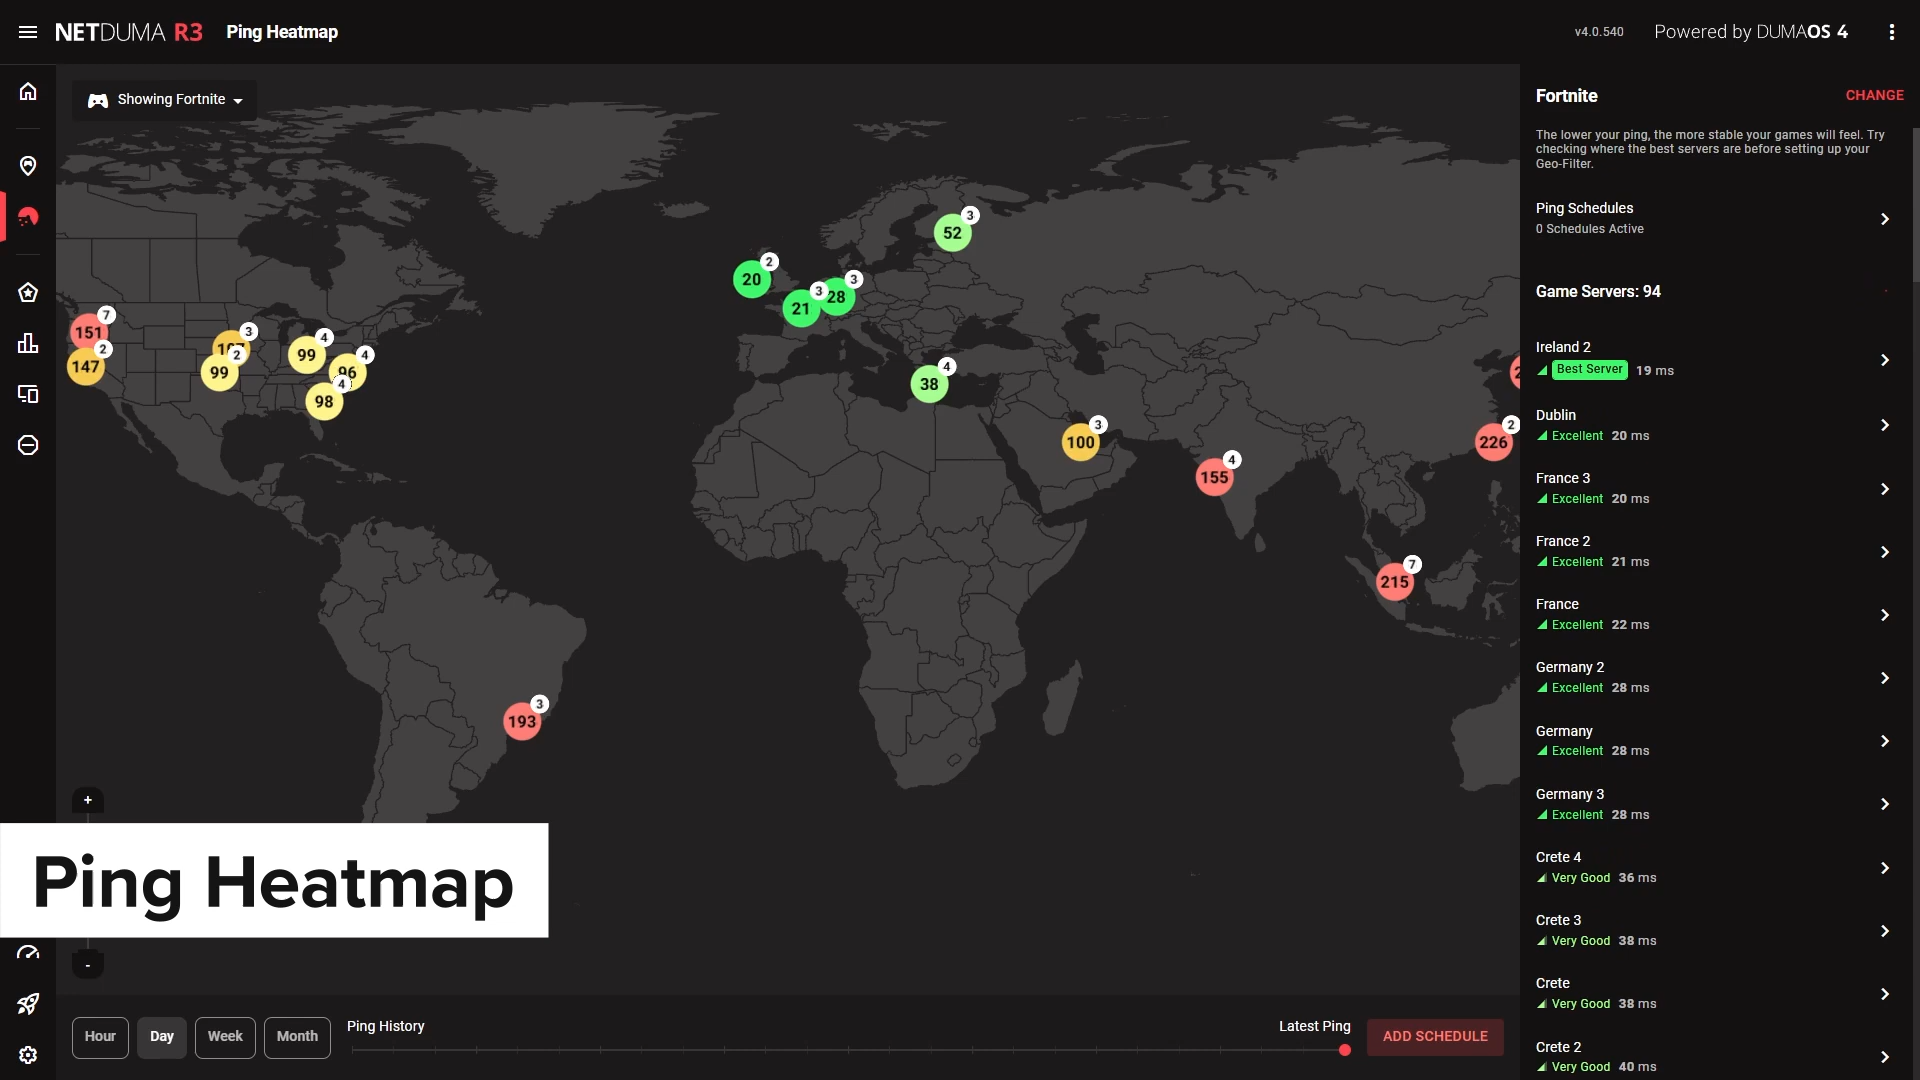 NETDUMA R3
Ping Heatmap
v4.0.540
Powered by DUMAOS 4
Showing Fortnite
52
3
20
2
21
3
28
3
151
7
147
2
3
99
2
99
4
96
4
98
4
38
4
100
3
155
4
226
2
215
7
193
3
+
Ping Heatmap
-
Hour
Day
Week
Month
Ping History
Latest Ping
ADD SCHEDULE
Fortnite
CHANGE
The lower your ping, the more stable your games will feel. Try
checking where the best servers are before setting up your
Geo-Filter.
Ping Schedules
0 Schedules Active
Game Servers: 94
Ireland 2
Best Server 19 ms
Dublin
Excellent 20 ms
France 3
Excellent 20 ms
France 2
Excellent 21 ms
France
Excellent 22 ms
Germany 2
Excellent 28 ms
Germany
Excellent 28 ms
Germany 3
Excellent 28 ms
Crete 4
Very Good 36 ms
Crete 3
Very Good 38 ms
Crete
Very Good 38 ms
Crete 2
Very Good 40 ms